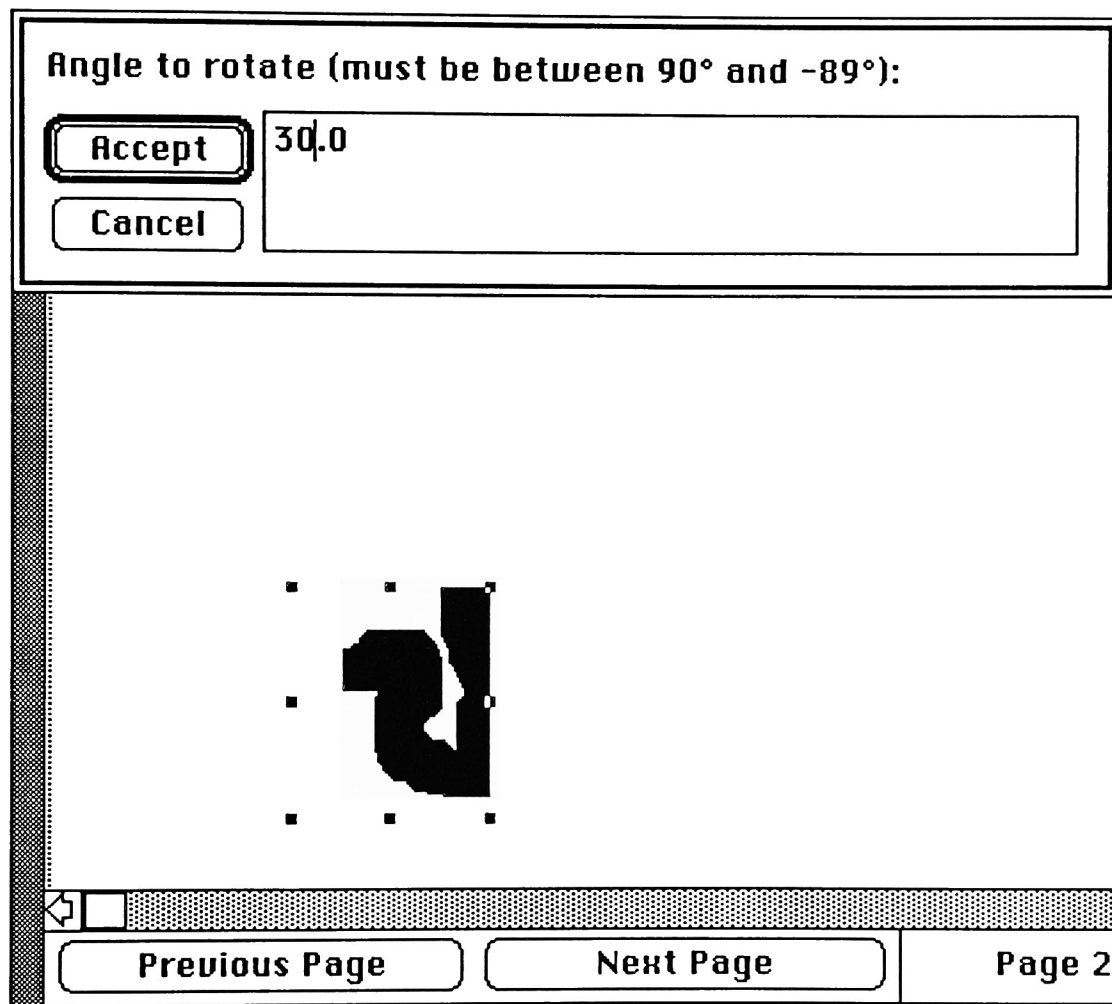 Angle to rotate (must be between 90° and -89°):
30.0
Accept
Cancel
Previous Page
Next Page
Page 2